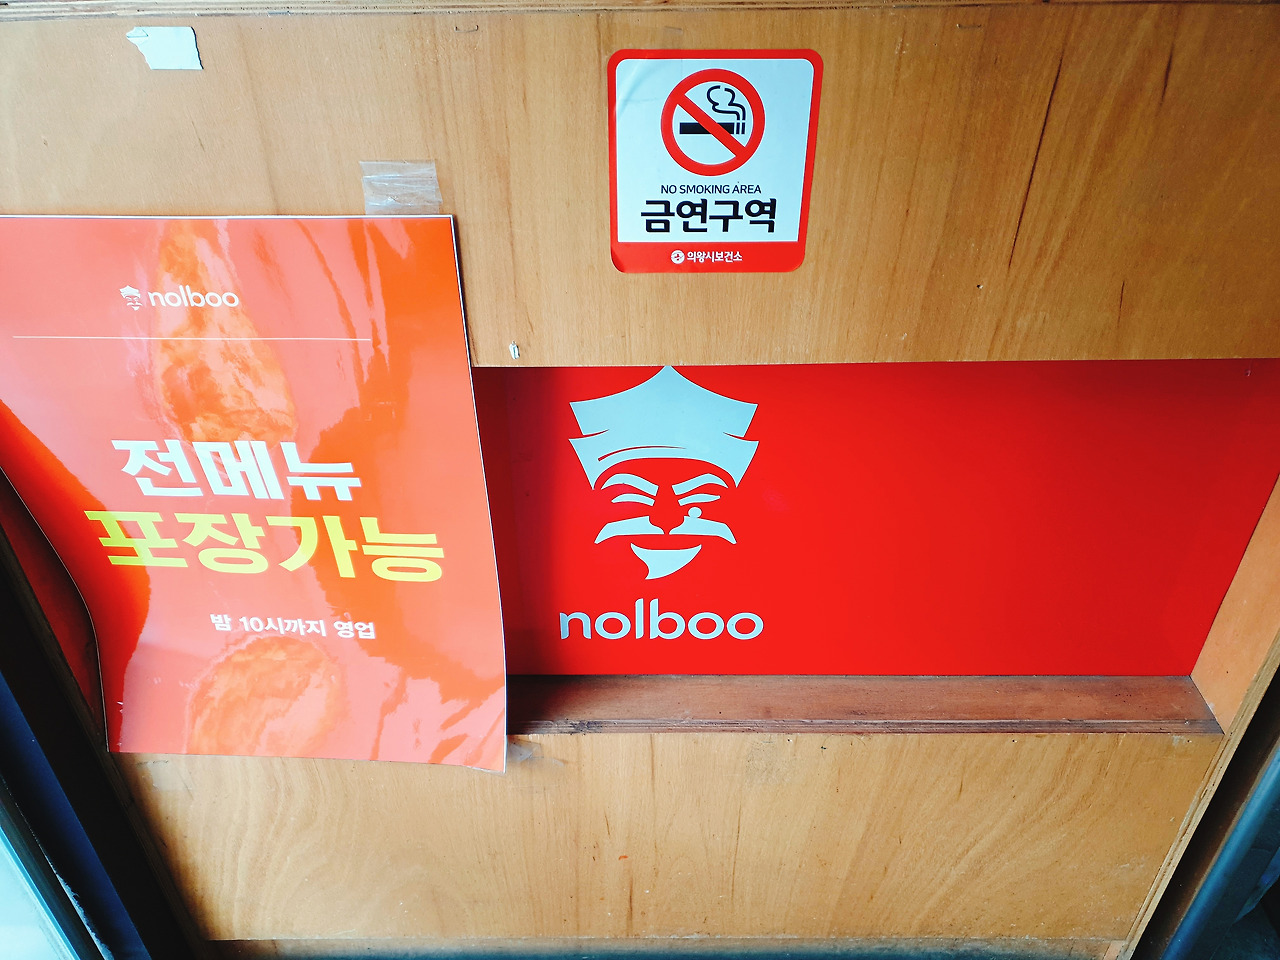 NO SMOKING AREA
금연구역
의왕시보건소
nolboo
전메뉴
포장가능
밤 10시까지 영업
nolboo